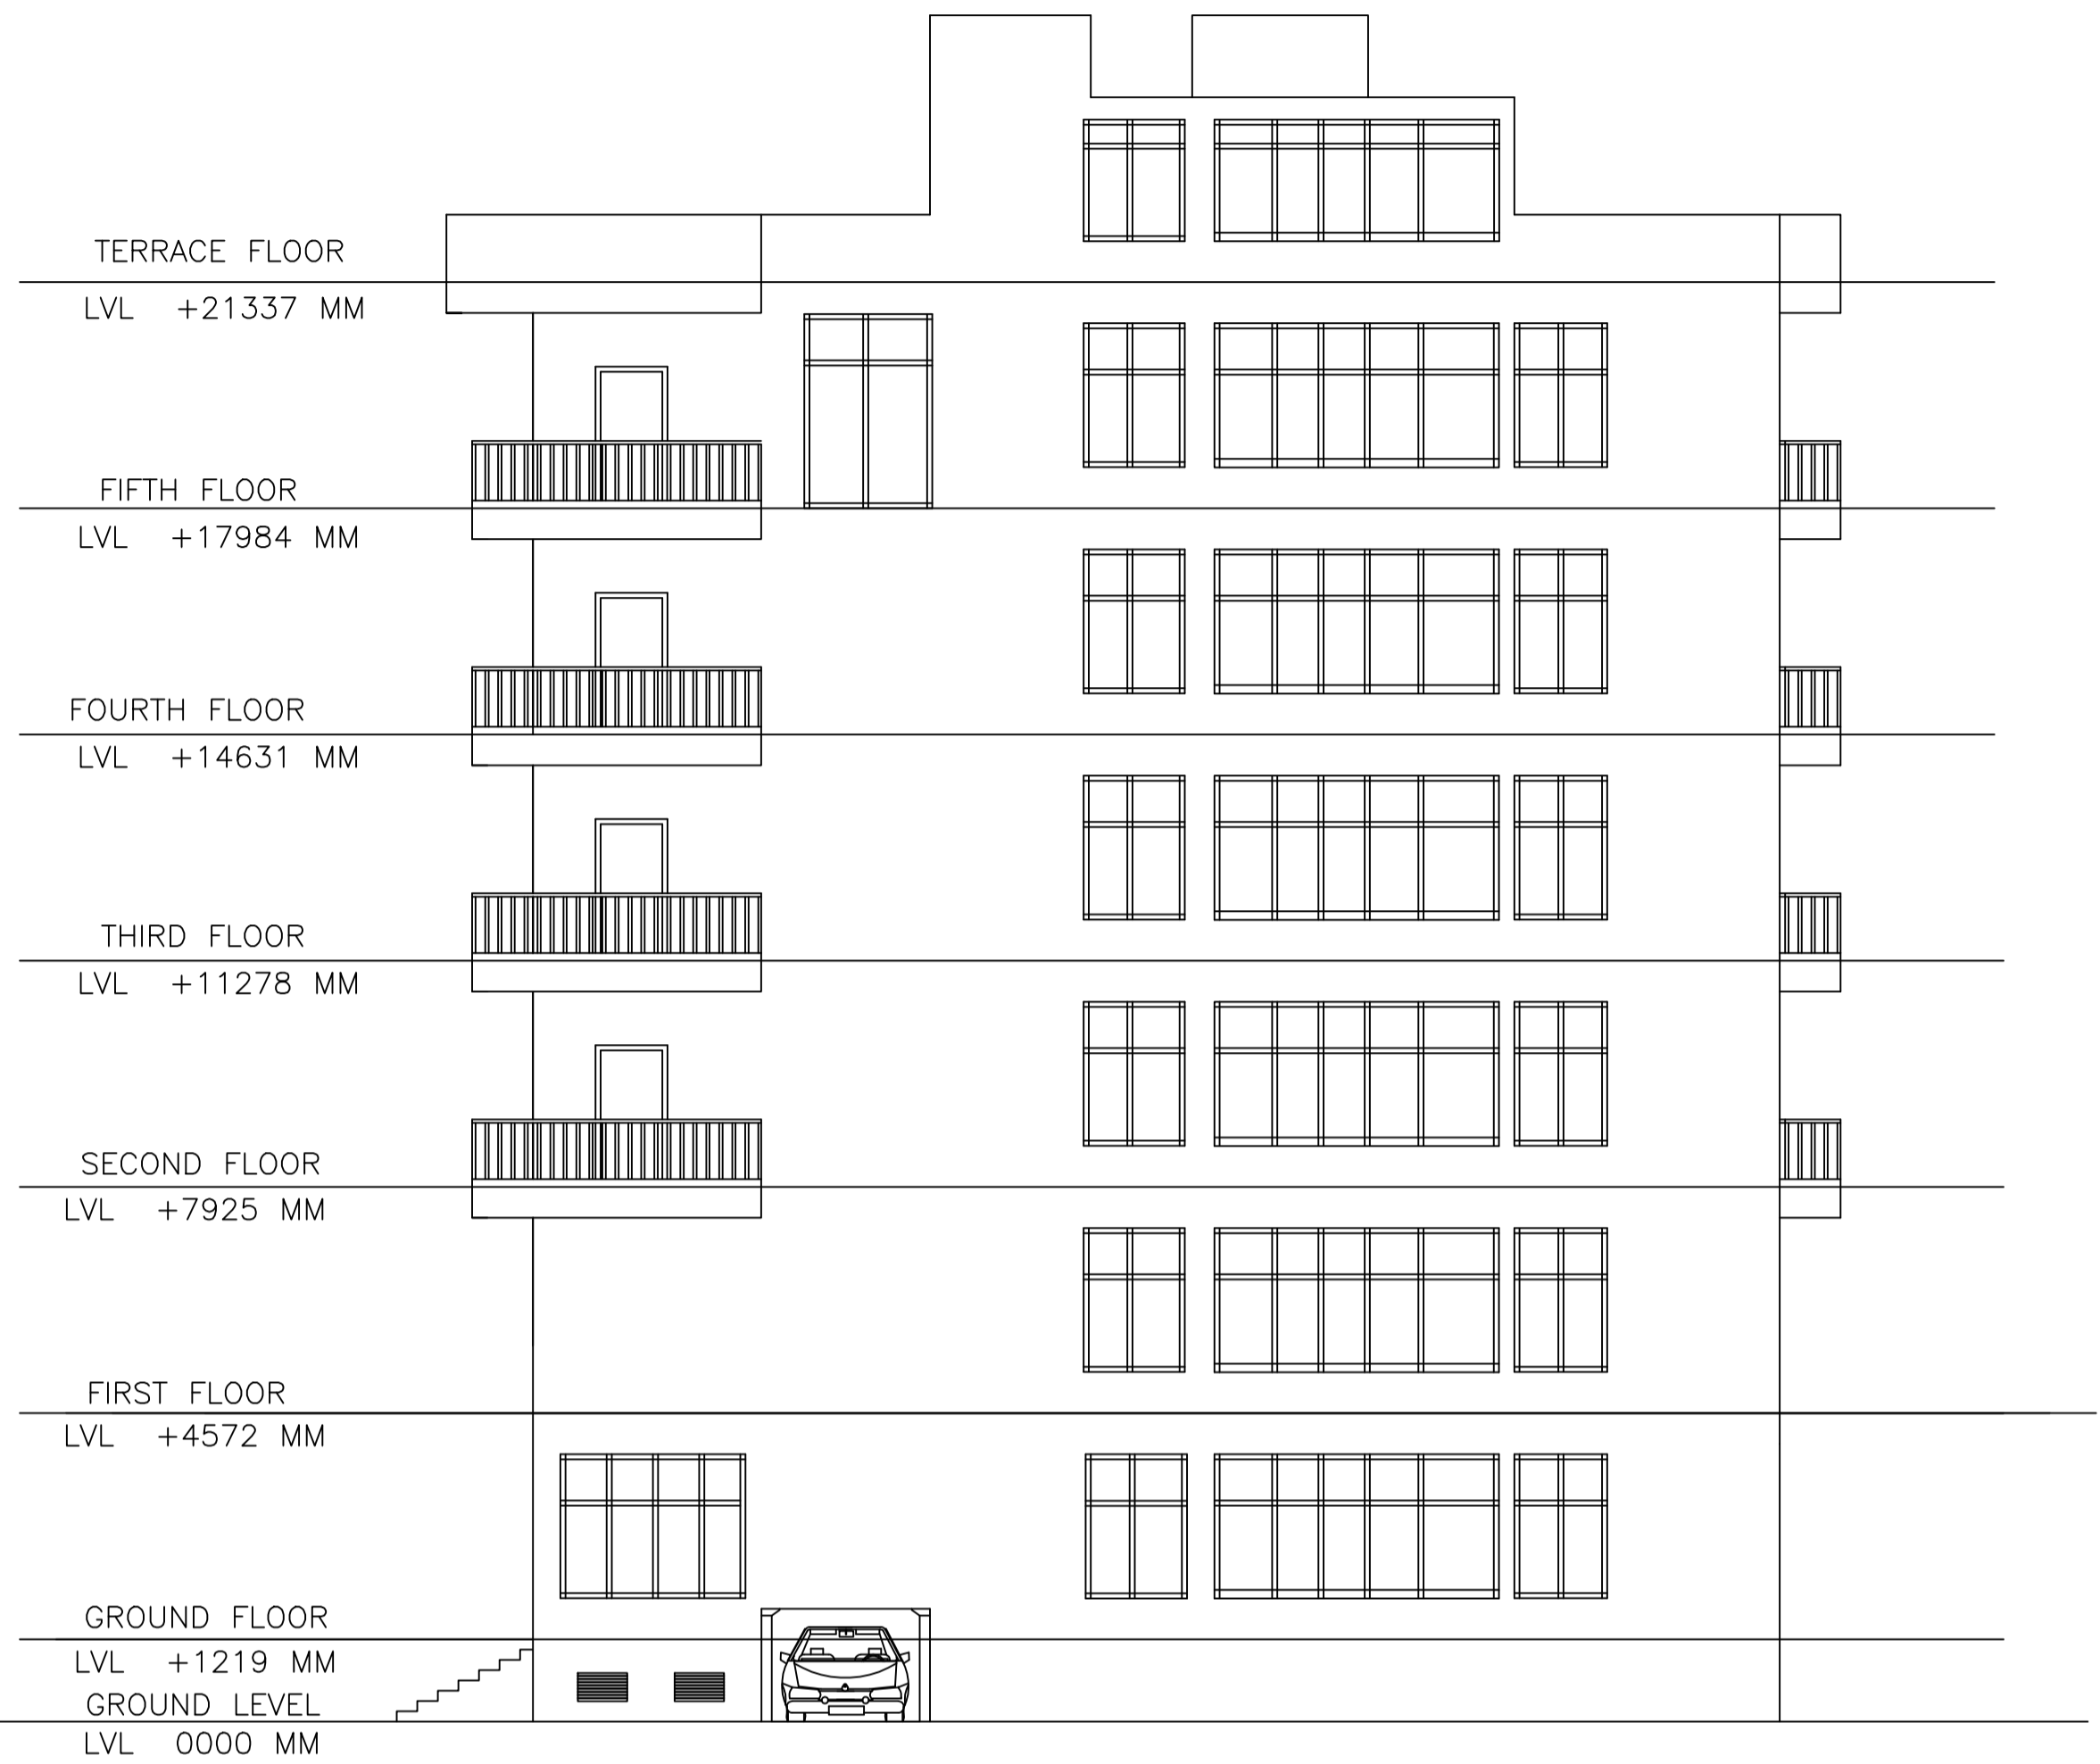 TERRACE FLOOR
LVL +21337 MM
FIFTH FLOOR
LVL +17984 MM
FOURTH FLOOR
LVL +14631 MM
THIRD FLOOR
LVL +11278 MM
SECOND FLOOR
LVL +7925 MM
FIRST FLOOR
LVL +4572 MM
GROUND FLOOR
LVL +1219 MM
GROUND LEVEL
LVL 0000 MM